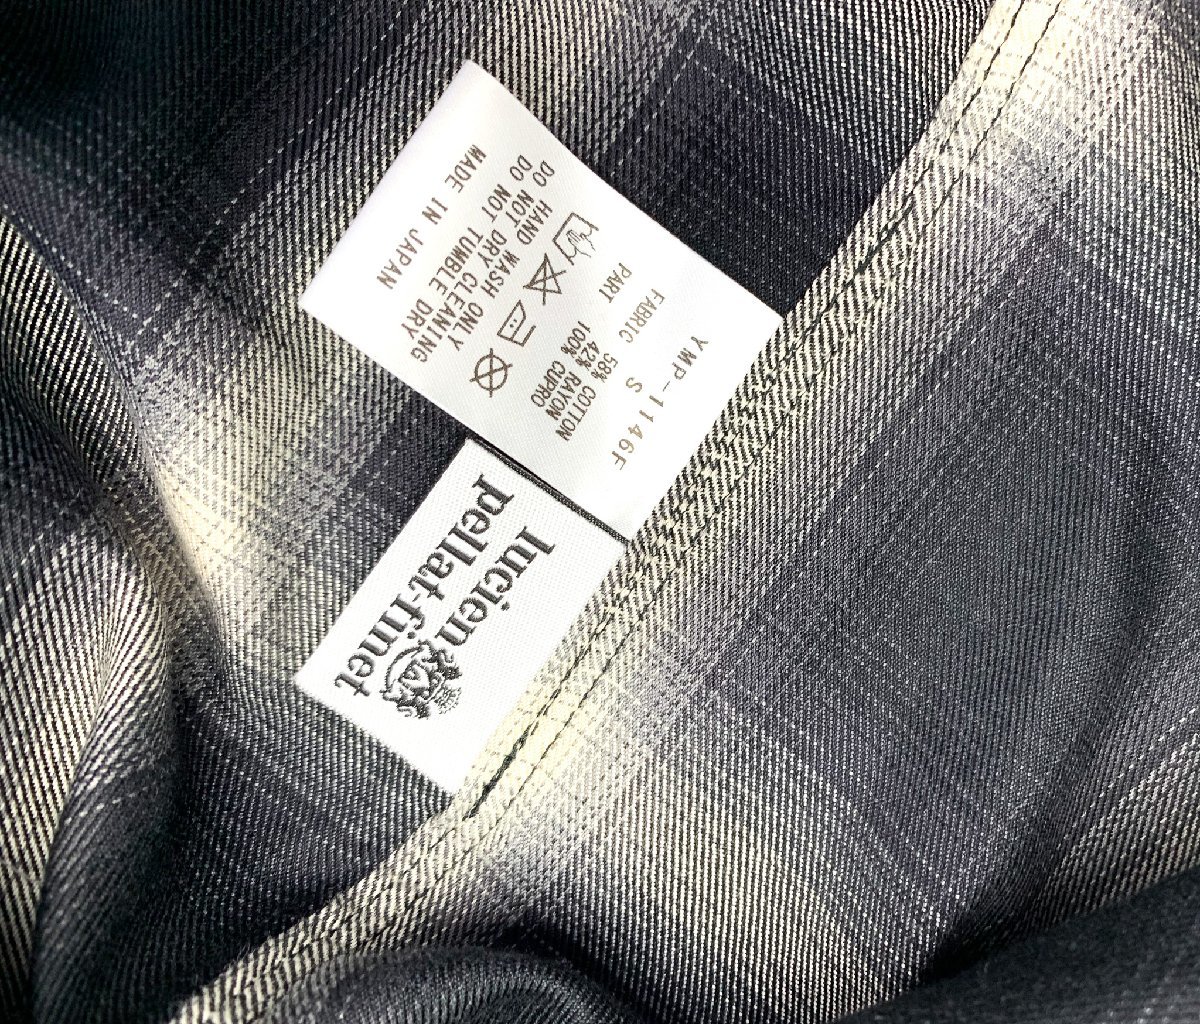 YMP-1146F
S
FABRIC 58% COTTON
42% RAYON
PART 100% CUPRO
HAND WASH ONLY
DO NOT DRY CLEANING
DO NOT TUMBLE DRY
MADE IN JAPAN
lucien
pellat-finet